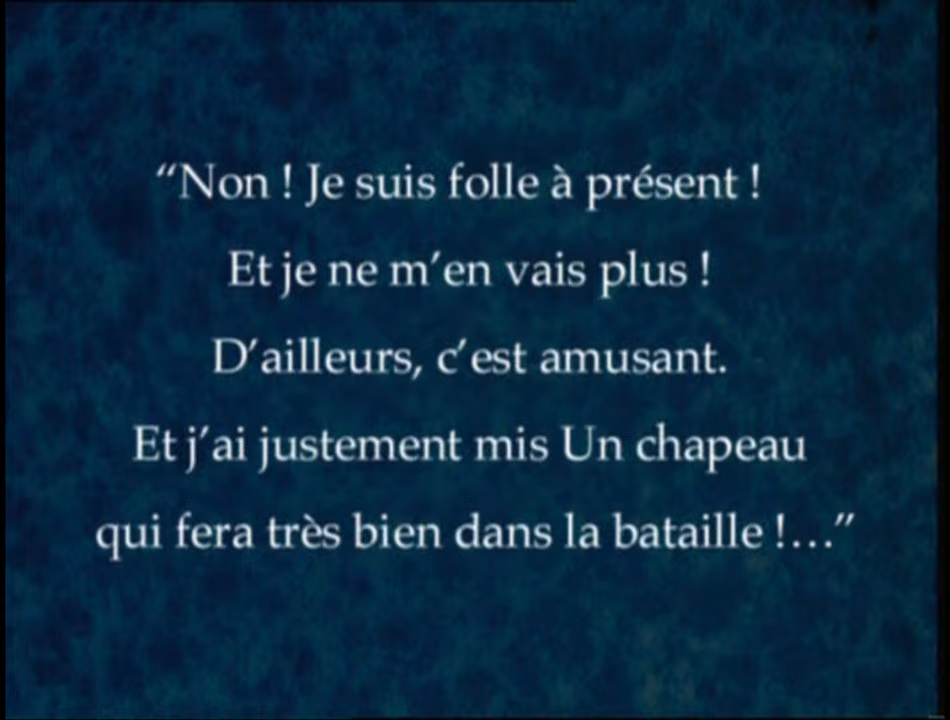 “Non ! Je suis folle à présent !
Et je ne m’en vais plus !
D’ailleurs, c’est amusant.
Et j’ai justement mis Un chapeau
qui fera très bien dans la bataille !...”